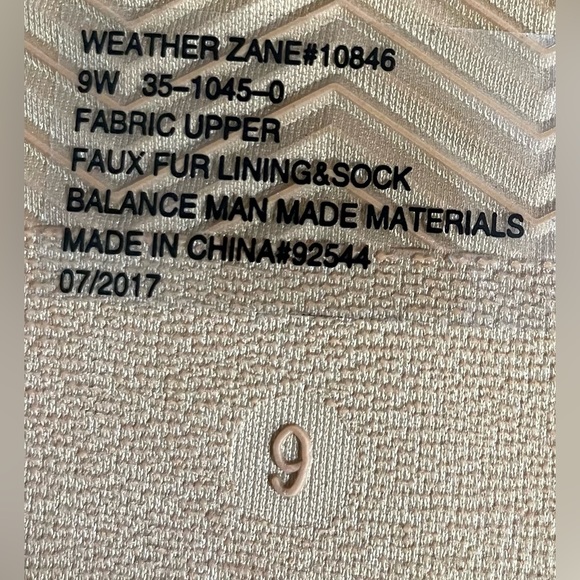 WEATHER ZANE#10846
9W 35-1045-0
FABRIC UPPER
FAUX FUR LINING&SOCK
BALANCE MAN MADE MATERIALS
MADE IN CHINA#92544
07/2017
9